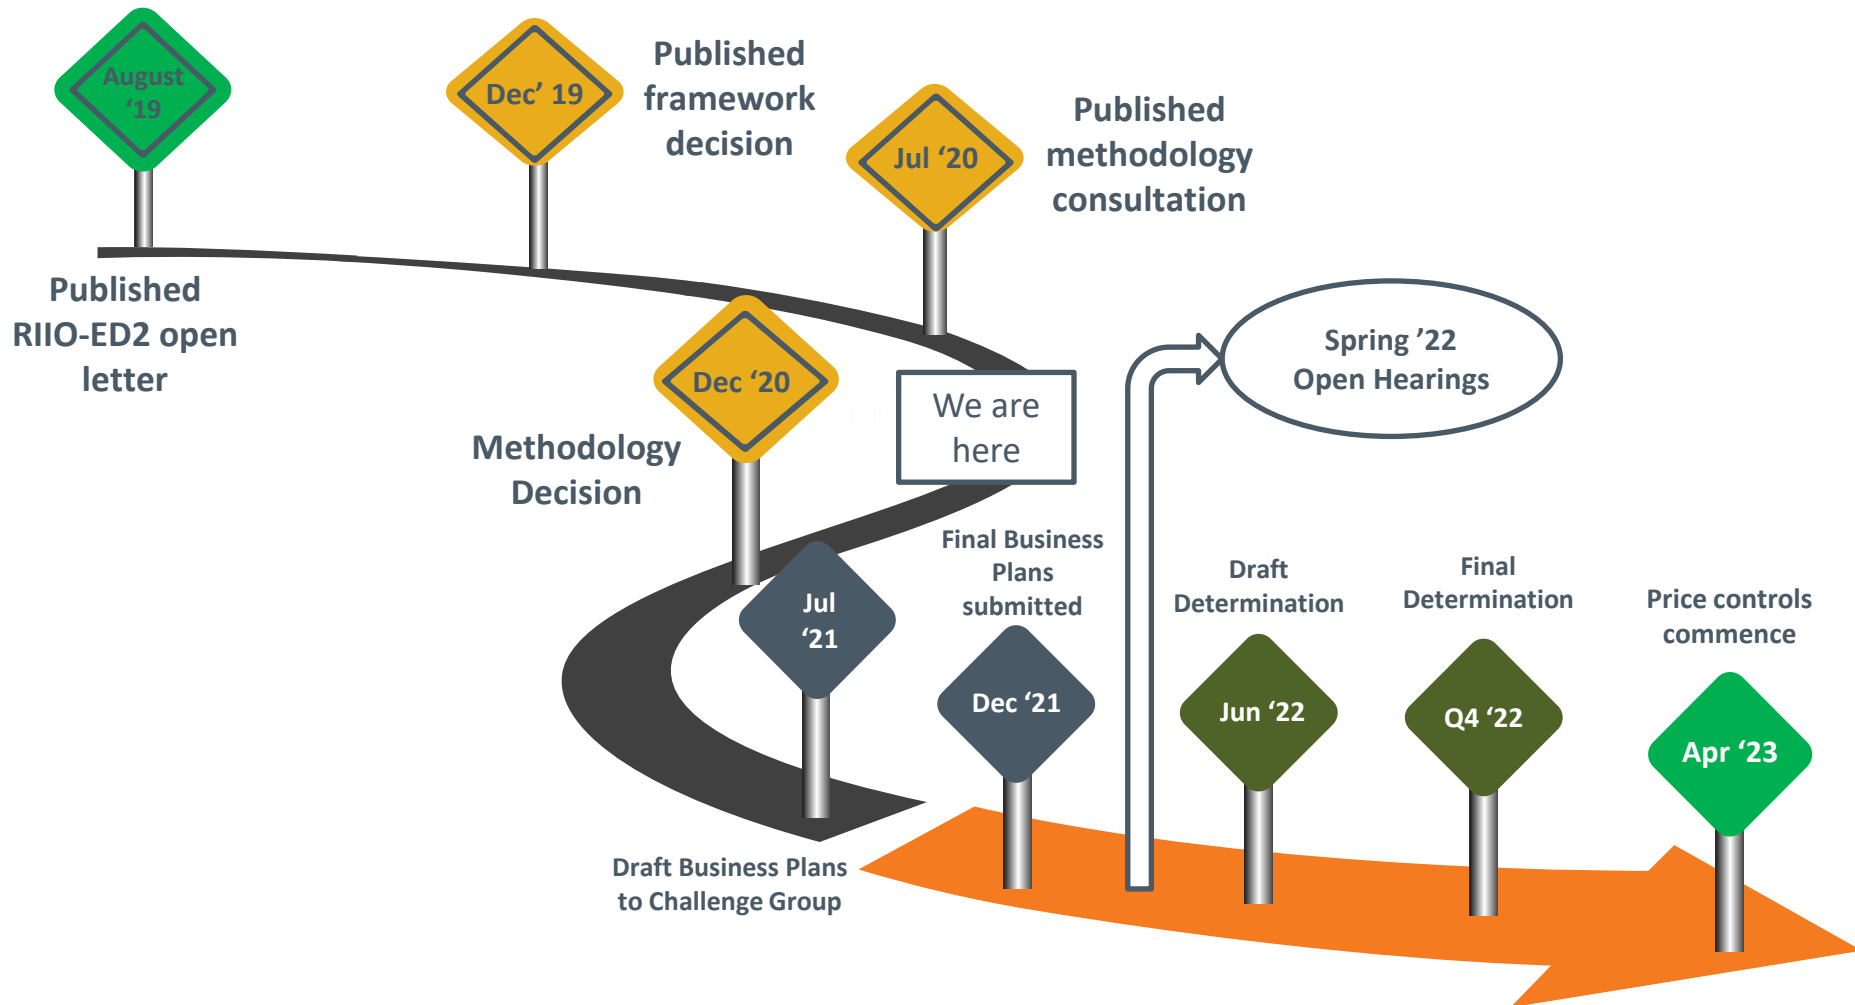 August
‘19
Published
RIIO-ED2 open
letter
Dec’ 19
Published
framework
decision
Jul ‘20
Published
methodology
consultation
Dec ‘20
Methodology
Decision
We are
here
Spring ’22
Open Hearings
Jul
‘21
Draft Business Plans
to Challenge Group
Final Business
Plans
submitted
Dec ‘21
Draft
Determination
Jun ‘22
Final
Determination
Q4 ‘22
Price controls
commence
Apr ‘23